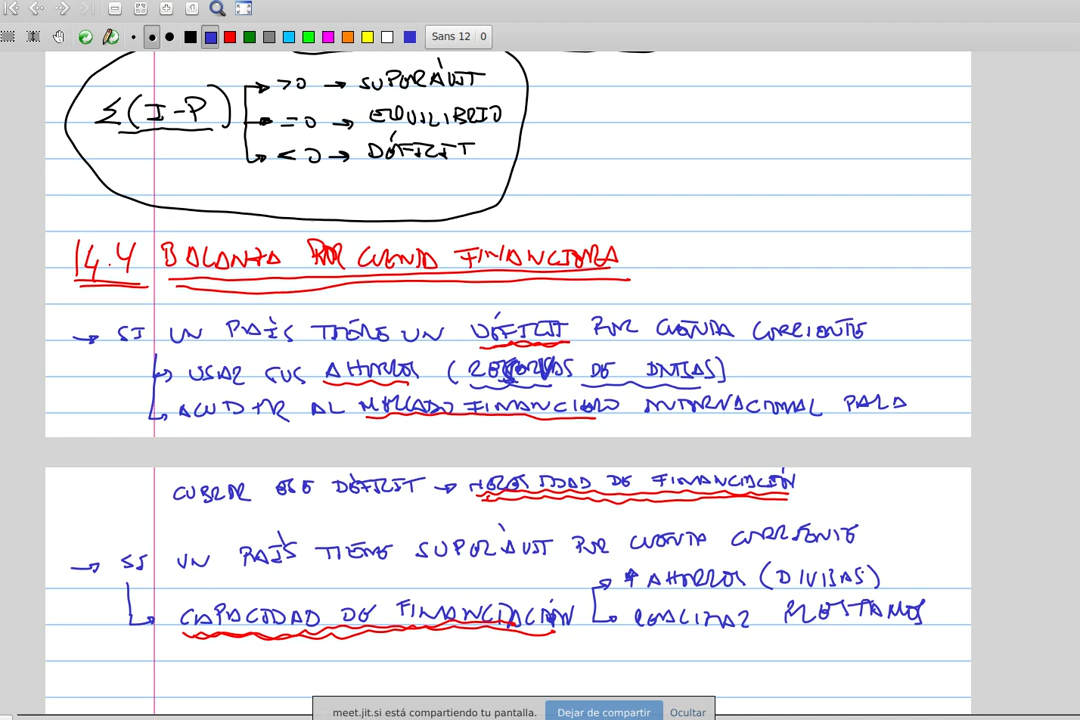 Sans 12 0
Σ(I-P)
>0 → SUPERÁVIT
=0 → EQUILIBRIO
<0 → DÉFICIT
14.4 BALANZA POR CUENTA FINANCIERA
→ SI UN PAÍS TIENE UN DÉFICIT POR CUENTA CORRIENTE
↳ USAR SUS AHORROS (RESERVAS DE DIVISAS)
↳ ACUDIR AL MERCADO FINANCIERO INTERNACIONAL PARA
CUBRIR ESE DÉFICIT → NECESIDAD DE FINANCIACIÓN
→ SI UN PAÍS TIENE SUPERÁVIT POR CUENTA CORRIENTE
↳ CAPACIDAD DE FINANCIACIÓN
↑ AHORROS (DIVISAS)
↳ REALIZAR PRESTAMOS
meet.jit.si está compartiendo tu pantalla. Dejar de compartir Ocultar